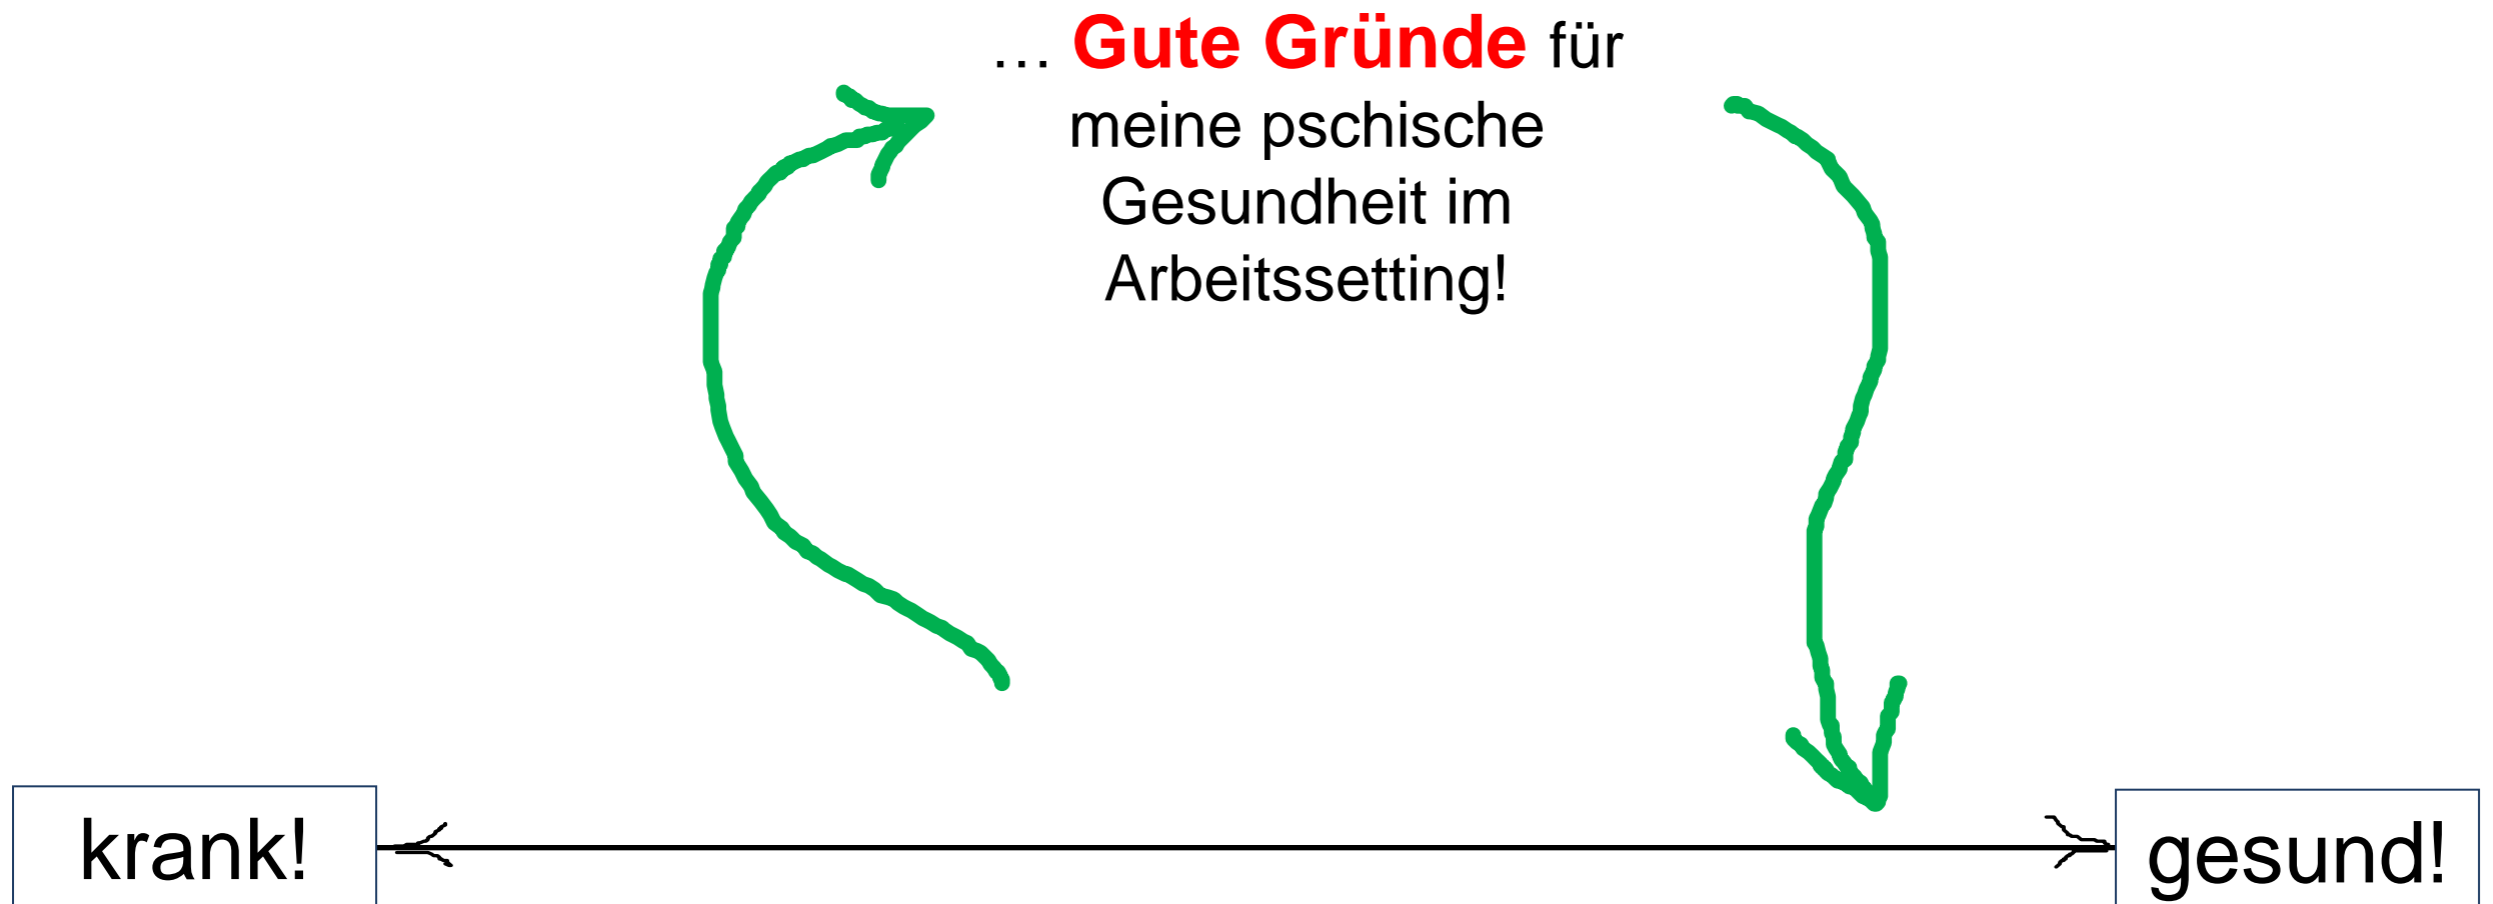 … Gute Gründe für
meine pschische
Gesundheit im
Arbeitssetting!
krank!
gesund!